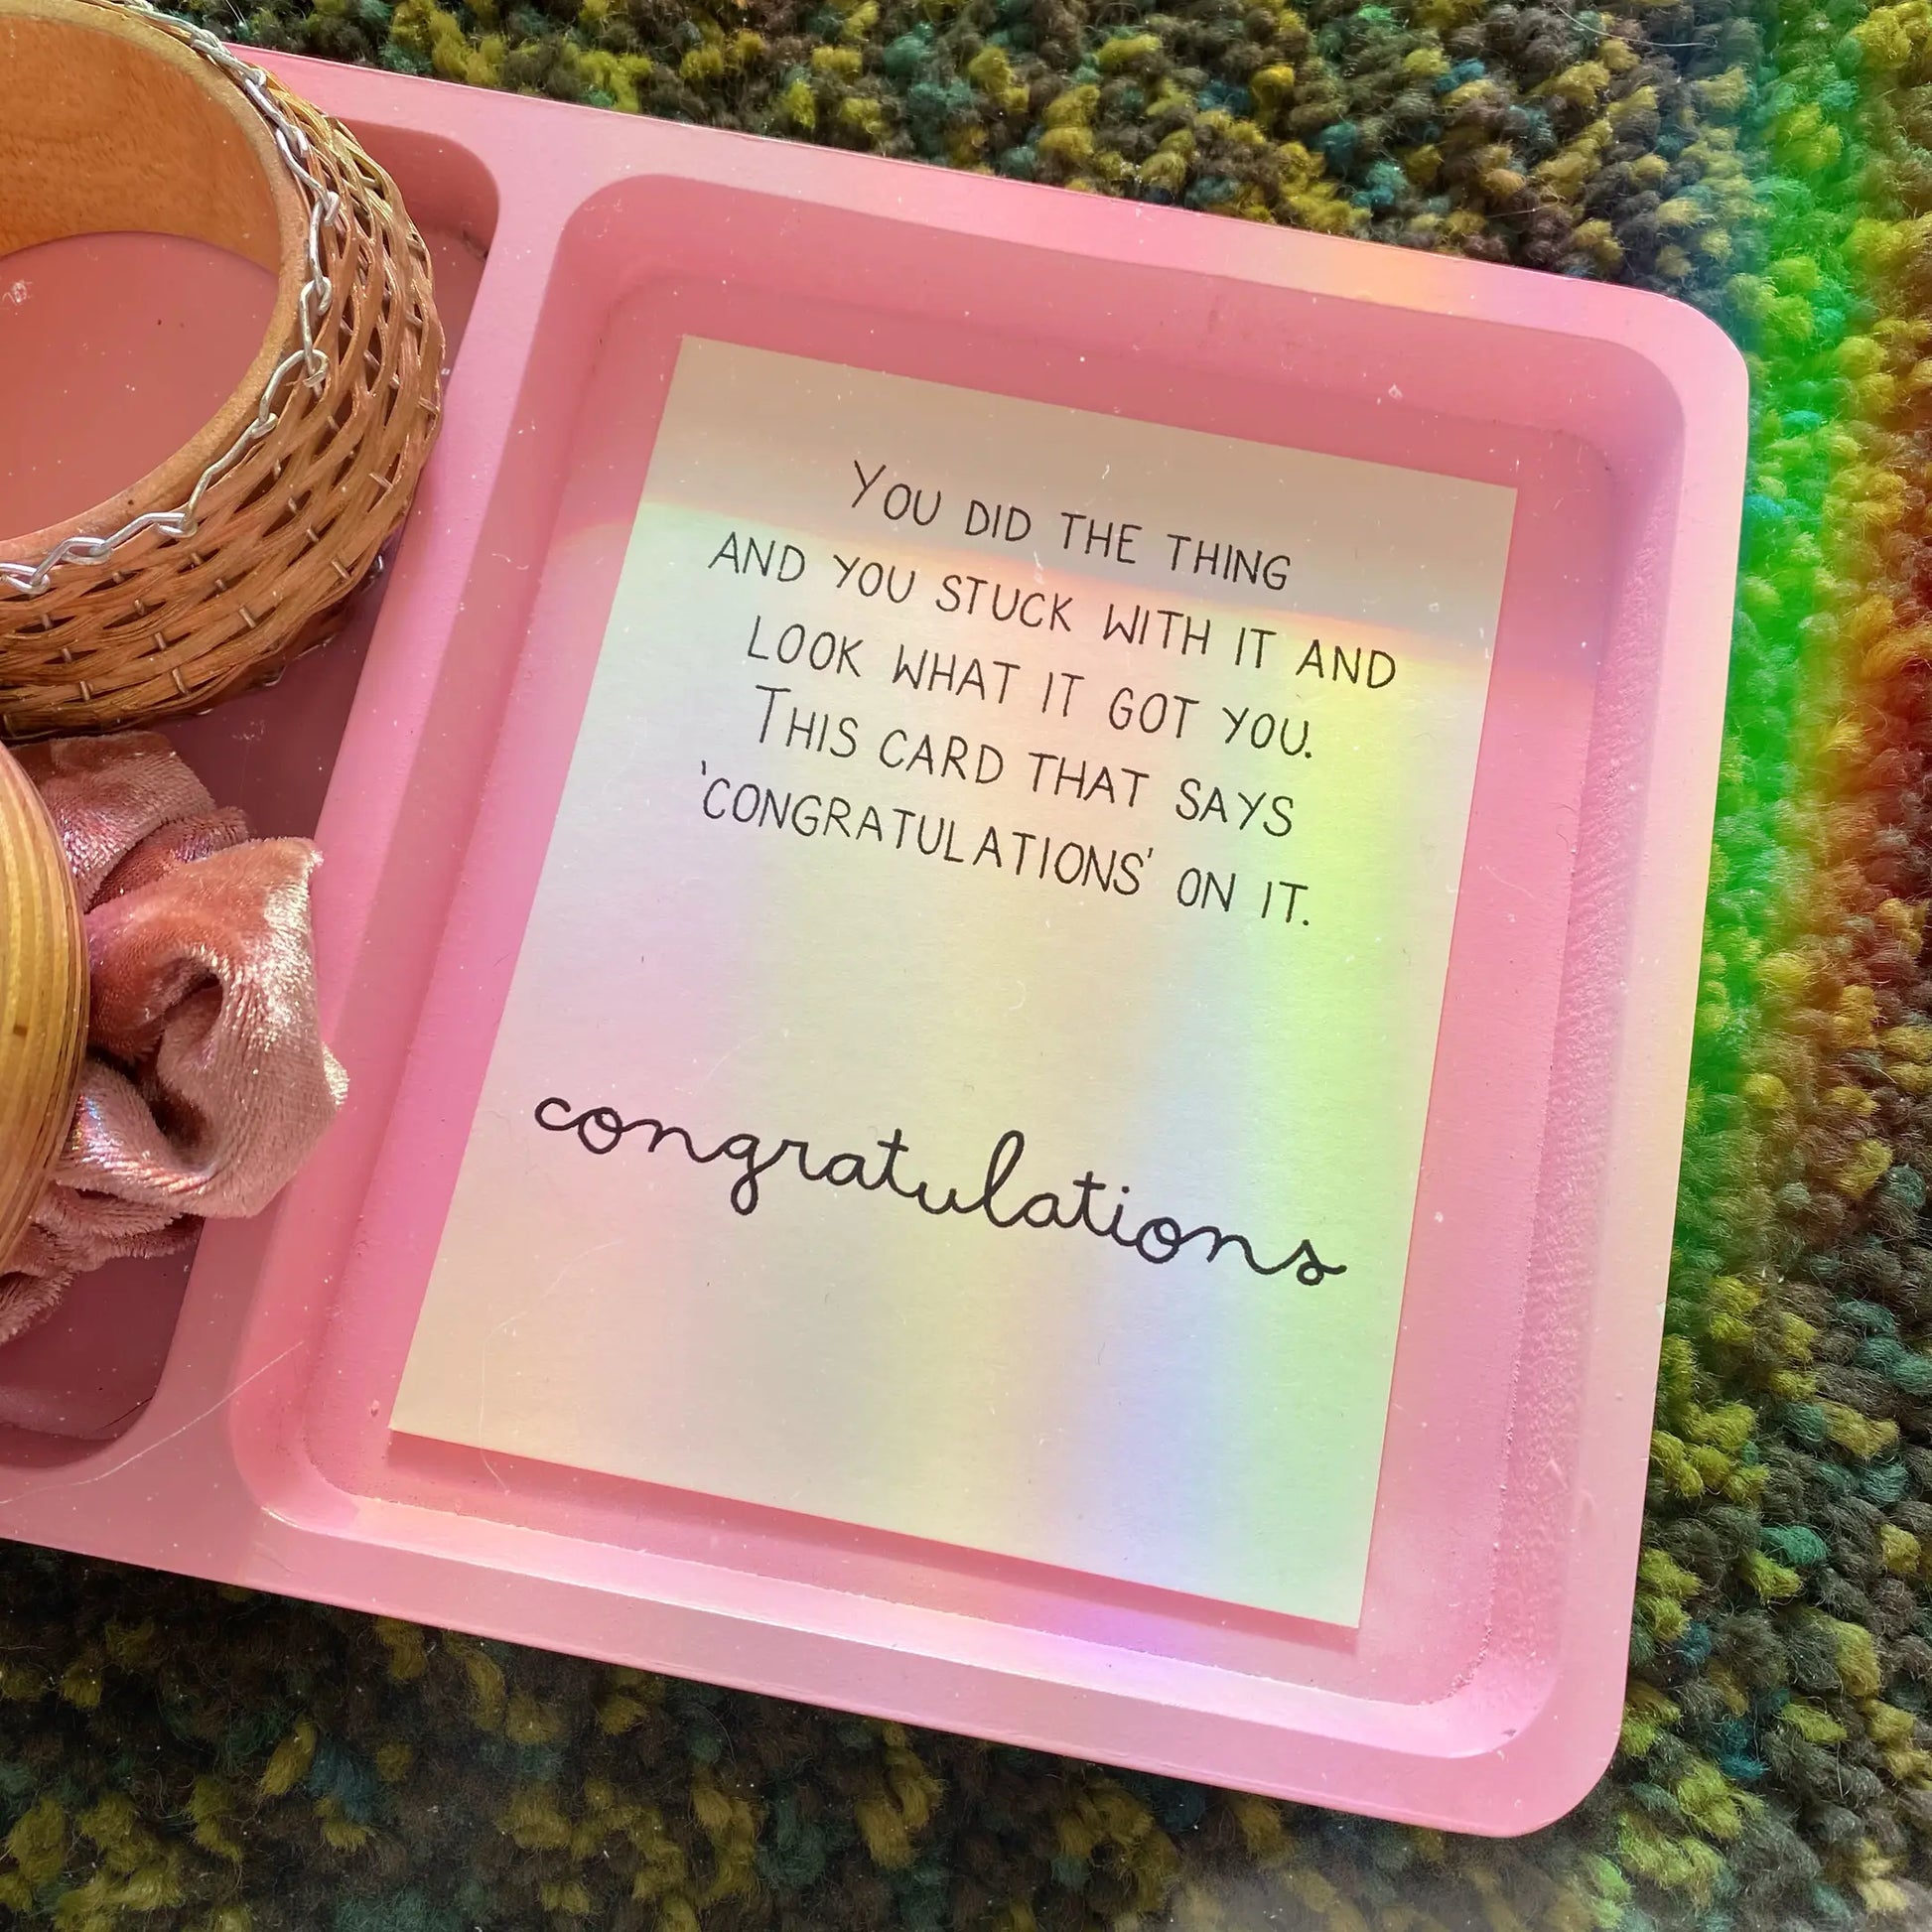 YOU DID THE THING
AND YOU STUCK WITH IT AND
LOOK WHAT IT GOT YOU.
THIS CARD THAT SAYS
'CONGRATULATIONS' ON IT.
congratulations